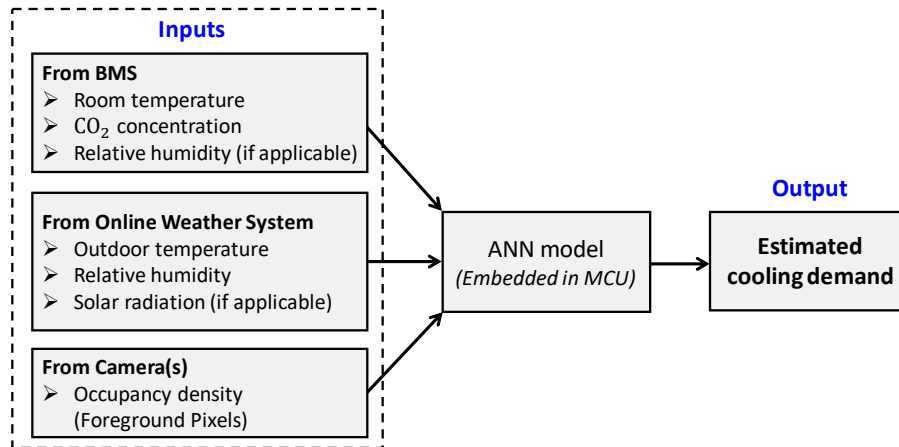 Inputs
From BMS
➢ Room temperature
➢ CO₂ concentration
➢ Relative humidity (if applicable)
From Online Weather System
➢ Outdoor temperature
➢ Relative humidity
➢ Solar radiation (if applicable)
From Camera(s)
➢ Occupancy density
(Foreground Pixels)
ANN model
(Embedded in MCU)
Output
Estimated
cooling demand